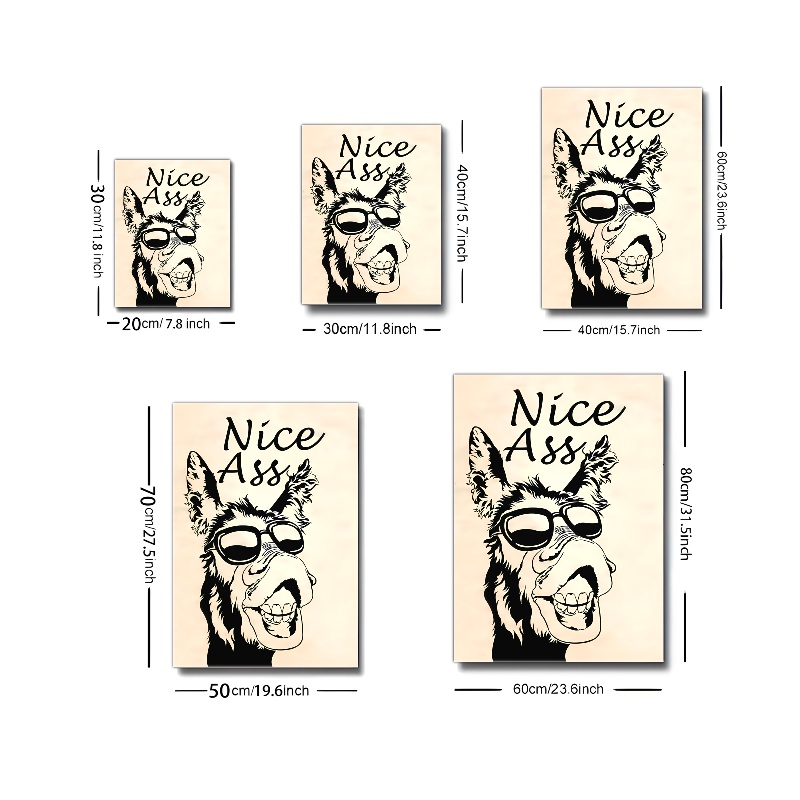 Nice
Ass
30cm/11.8 inch
20cm/ 7.8 inch
Nice
Ass
40cm/15.7inch
30cm/11.8inch
Nice
Ass
60cm/23.6inch
40cm/15.7inch
Nice
Ass
70cm/27.5inch
50cm/19.6inch
Nice
Ass
80cm/31.5inch
60cm/23.6inch